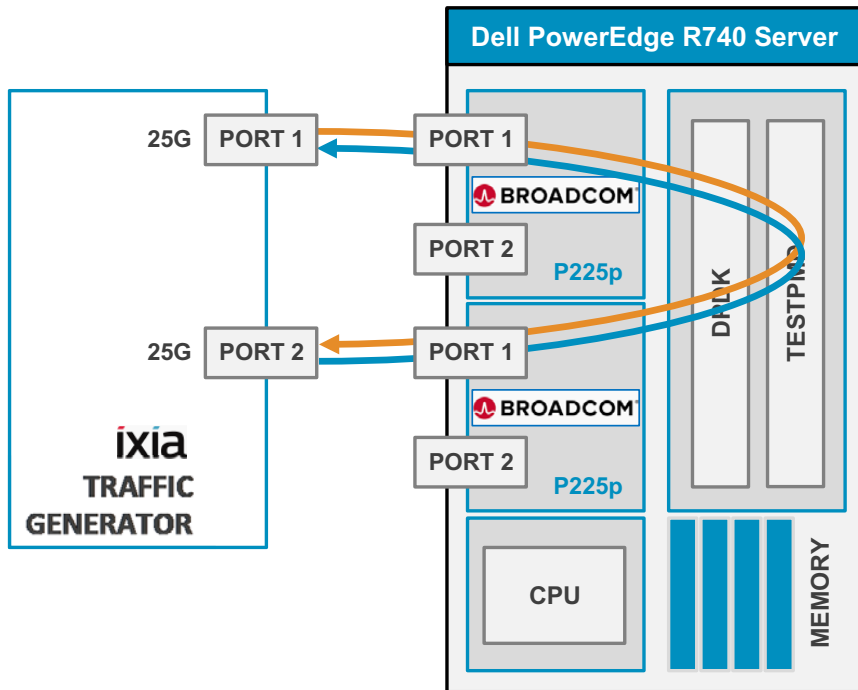 Dell PowerEdge R740 Server
25G
PORT 1
PORT 1
BROADCOM
PORT 2
P225p
25G
PORT 2
PORT 1
BROADCOM
PORT 2
P225p
ixia
TRAFFIC
GENERATOR
DPDK
TESTPMD
CPU
MEMORY